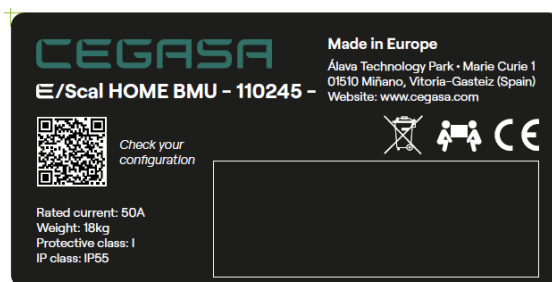 CEGASA
E/Scal HOME BMU - 110245 -
Made in Europe
Álava Technology Park • Marie Curie 1
01510 Miñano, Vitoria-Gasteiz (Spain)
Website: www.cegasa.com
Check your
configuration
CE
Rated current: 50A
Weight: 18kg
Protective class: I
IP class: IP55